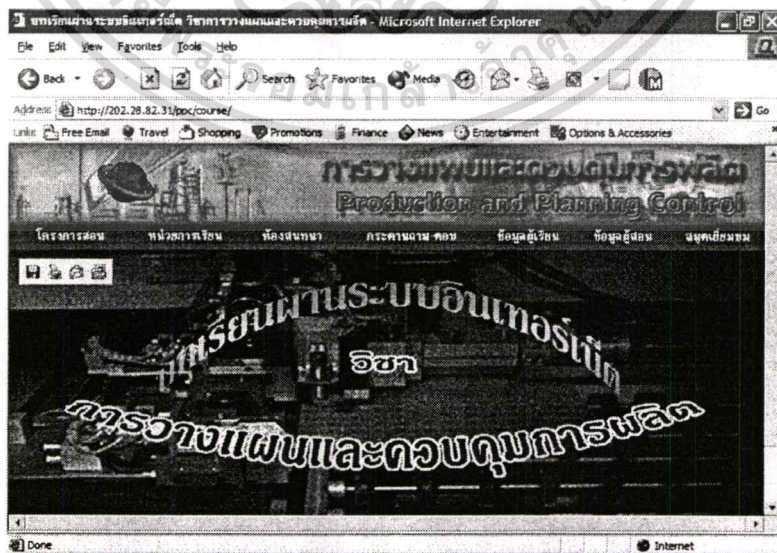 บทเรียนผ่านระบบอินเทอร์เน็ต วิชาการวางแผนและควบคุมการผลิต - Microsoft Internet Explorer
File Edit View Favorites Tools Help
Back Search Favorites Media
Address http://202.28.82.31/ppc/course/ Go
Links Free Email Travel Shopping Promotions Finance News Entertainment Options & Accessories
การวางแผนและควบคุมการผลิต
Production and Planning Control
โครงการสอน หน่วยการเรียน ห้องสนทนา กระดานถาม-ตอบ ข้อมูลผู้เรียน ข้อมูลผู้สอน สมุดเยี่ยมชม
บทเรียนผ่านระบบอินเทอร์เน็ต
วิชา
การวางแผนและควบคุมการผลิต
Done Internet